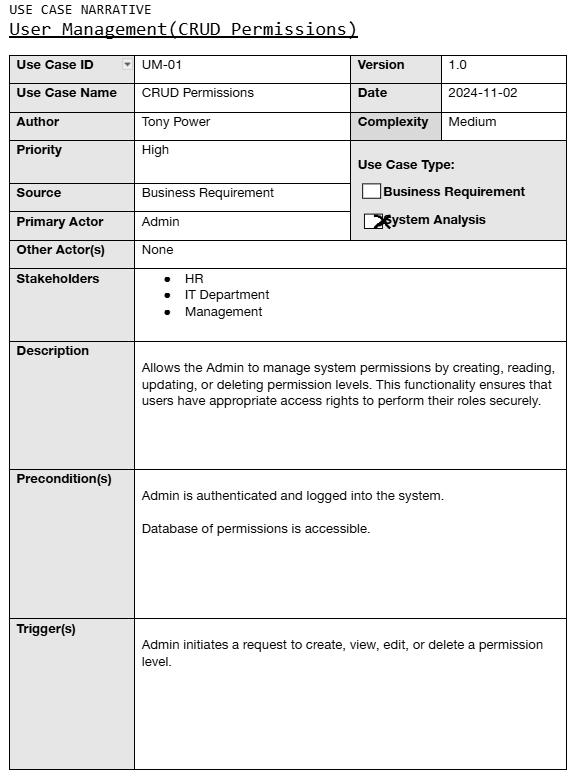 USE CASE NARRATIVE
User Management(CRUD Permissions)
Use Case ID UM-01 Version 1.0
Use Case Name CRUD Permissions Date 2024-11-02
Author Tony Power Complexity Medium
Priority High
Use Case Type:
Business Requirement
Source Business Requirement
System Analysis
Primary Actor Admin
Other Actor(s) None
Stakeholders
• HR
• IT Department
• Management
Description
Allows the Admin to manage system permissions by creating, reading,
updating, or deleting permission levels. This functionality ensures that
users have appropriate access rights to perform their roles securely.
Precondition(s)
Admin is authenticated and logged into the system.
Database of permissions is accessible.
Trigger(s)
Admin initiates a request to create, view, edit, or delete a permission
level.